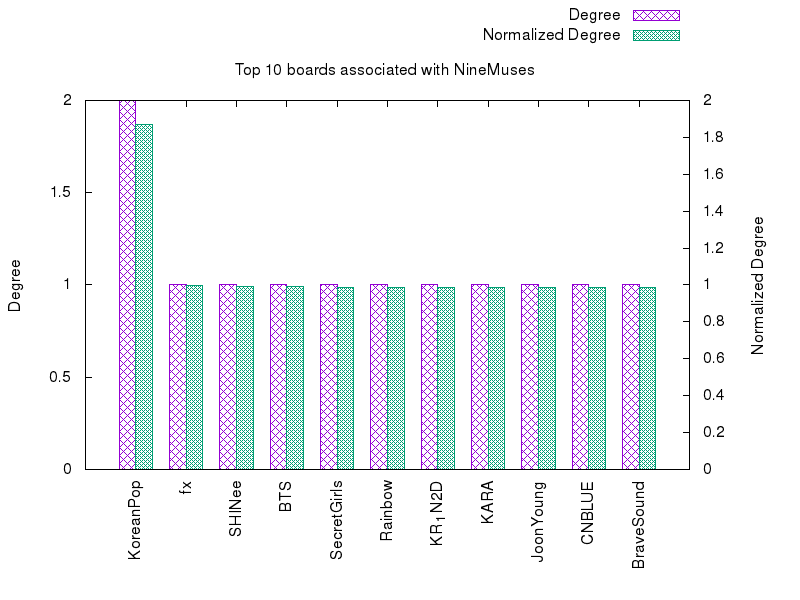 Degree
Normalized Degree
Top 10 boards associated with NineMuses
2
1.5
1
0.5
0
Degree
2
1.8
1.6
1.4
1.2
1
0.8
0.6
0.4
0.2
0
Normalized Degree
KoreanPop
fx
SHINee
BTS
SecretGirls
Rainbow
KR₁N2D
KARA
JoonYoung
CNBLUE
BraveSound